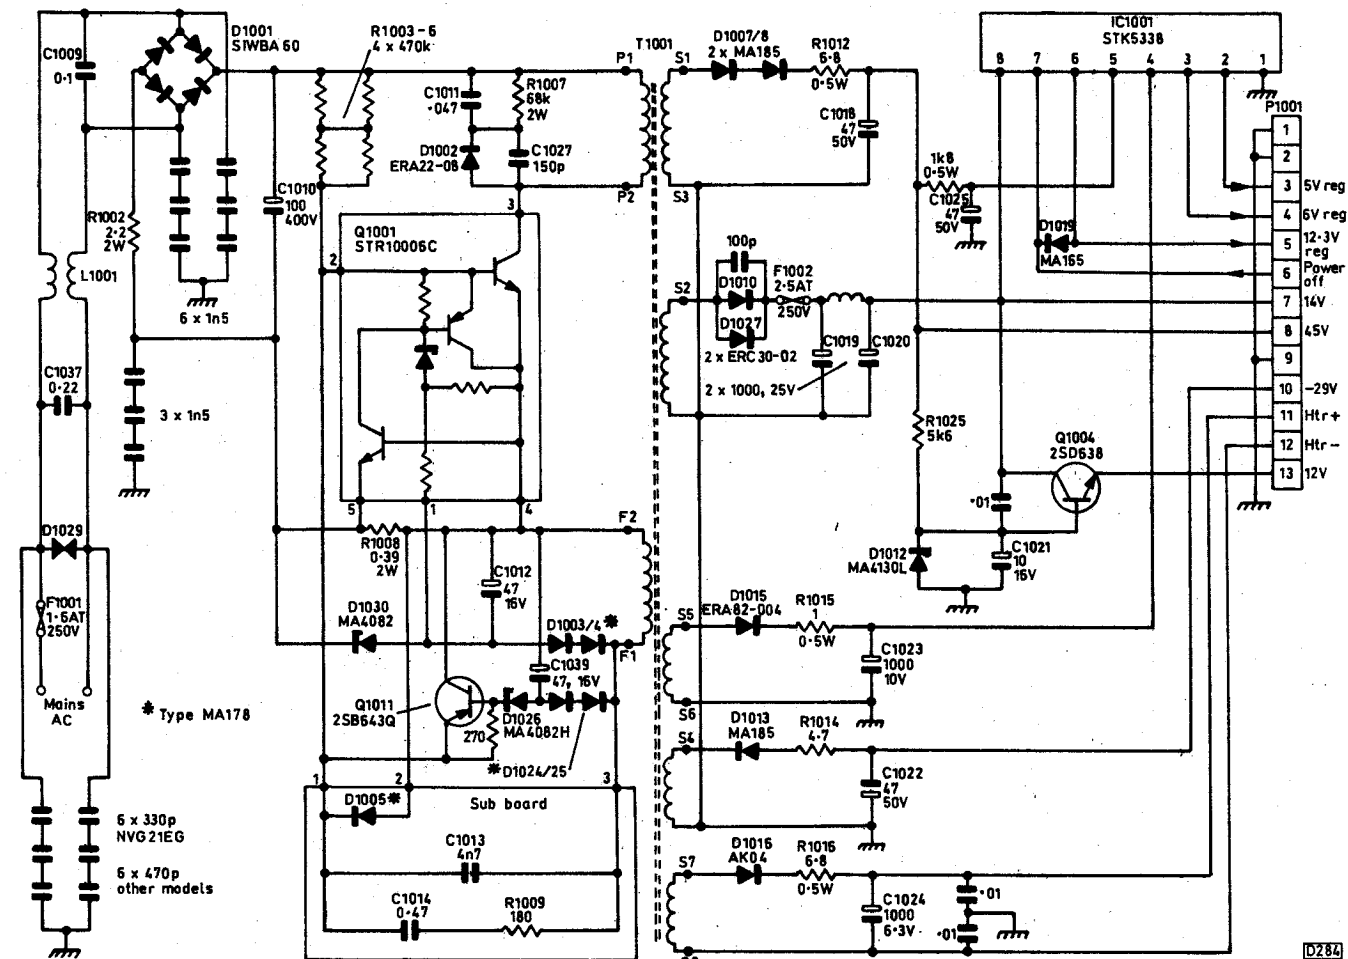 C1009
0·1
D1001
SIWBA60
R1003-6
4 x 470k
C1011
·047
R1007
68k
2W
D1002
ERA22-08
C1027
150p
P1
P2
T1001
S1
S3
D1007/8
2 x MA185
R1012
6·8
0·5W
C1018
47
50V
IC1001
STK5338
8
7
6
5
4
3
2
1
P1001
1
2
3
5V reg
4
6V reg
5
12·3V
reg
6
Power
off
7
14V
8
45V
9
10
-29V
11
Htr+
12
Htr-
13
12V
1k8
0·5W
C1025
47
50V
D1019
MA165
R1002
2·2
2W
C1010
100
400V
L1001
6 x 1n5
Q1001
STR10006C
3
2
5
1
4
100p
D1010
D1027
2 x ERC30-02
F1002
2·5AT
250V
S2
C1019
C1020
2 x 1000, 25V
C1037
0·22
3 x 1n5
R1025
5k6
Q1004
2SD638
·01
D1012
MA4130L
C1021
10
16V
D1029
F1001
1·6AT
250V
Mains
AC
R1008
0·39
2W
C1012
47
16V
F2
F1
D1030
MA4082
D1003/4*
C1039
47, 16V
Q1011
2SB643Q
270
D1026
MA4082H
*D1024/25
* Type MA178
S5
D1015
ERA82-004
R1015
1
0·5W
C1023
1000
10V
S6
S4
D1013
MA185
R1014
4·7
C1022
47
50V
1
2
3
D1005*
Sub board
C1013
4n7
C1014
0·47
R1009
180
6 x 330p
NVG21EG
6 x 470p
other models
S7
D1016
AK04
R1016
6·8
0·5W
C1024
1000
6·3V
·01
·01
D284